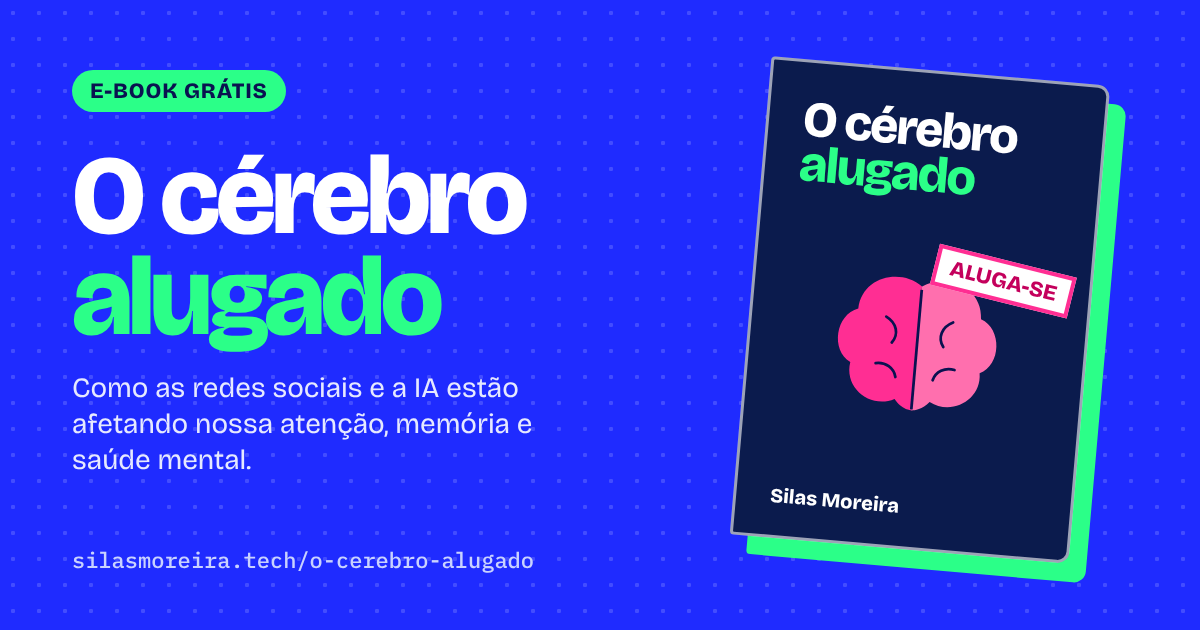 E-BOOK GRÁTIS
O cérebro
alugado
Como as redes sociais e a IA estão
afetando nossa atenção, memória e
saúde mental.
silasmoreira.tech/o-cerebro-alugado
O cérebro
alugado
ALUGA-SE
Silas Moreira